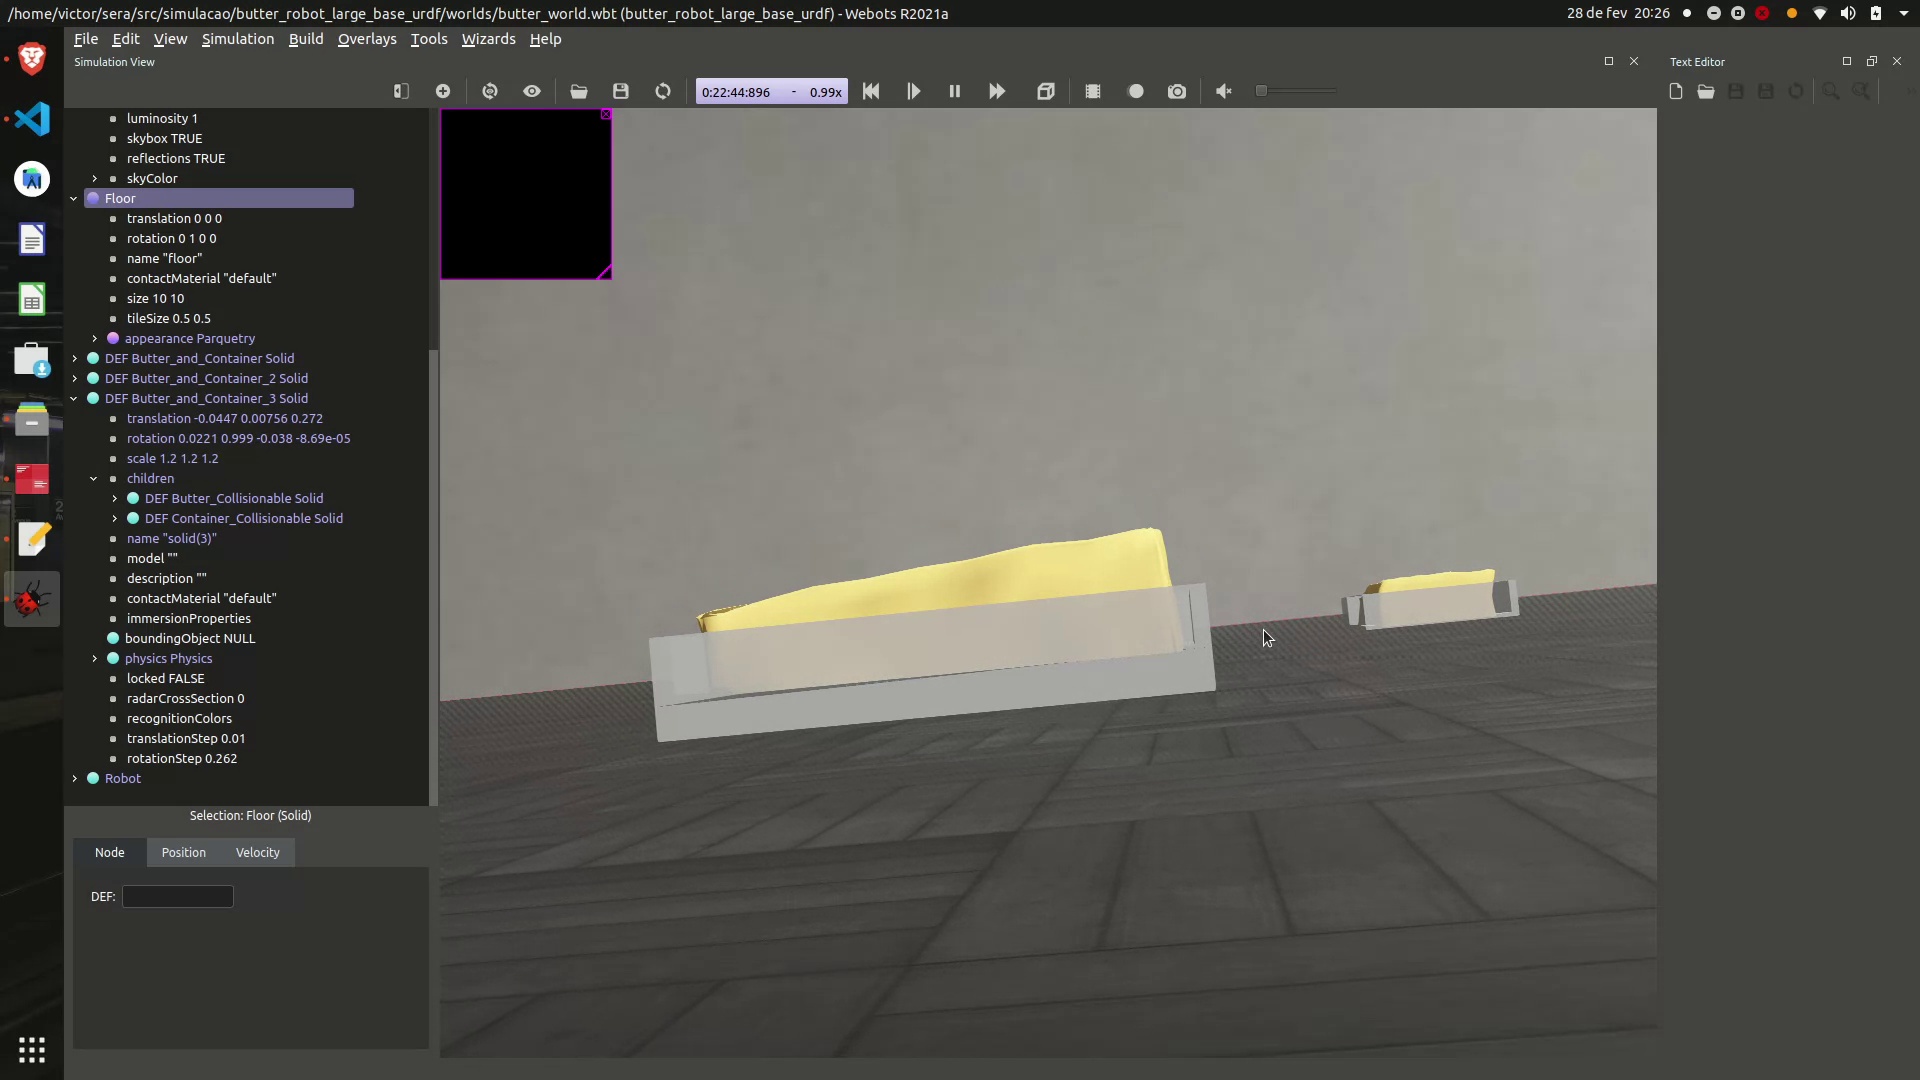 /home/victor/sera/src/simulacao/butter_robot_large_base_urdf/worlds/butter_world.wbt (butter_robot_large_base_urdf) - Webots R2021a
28 de fev 20:26
File Edit View Simulation Build Overlays Tools Wizards Help
Simulation View
Text Editor
0:22:44:896 - 0.99x
luminosity 1
skybox TRUE
reflections TRUE
skyColor
Floor
translation 0 0 0
rotation 0 1 0 0
name "floor"
contactMaterial "default"
size 10 10
tileSize 0.5 0.5
appearance Parquetry
DEF Butter_and_Container Solid
DEF Butter_and_Container_2 Solid
DEF Butter_and_Container_3 Solid
translation -0.0447 0.00756 0.272
rotation 0.0221 0.999 -0.038 -8.69e-05
scale 1.2 1.2 1.2
children
DEF Butter_Collisionable Solid
DEF Container_Collisionable Solid
name "solid(3)"
model ""
description ""
contactMaterial "default"
immersionProperties
boundingObject NULL
physics Physics
locked FALSE
radarCrossSection 0
recognitionColors
translationStep 0.01
rotationStep 0.262
Robot
Selection: Floor (Solid)
Node Position Velocity
DEF: